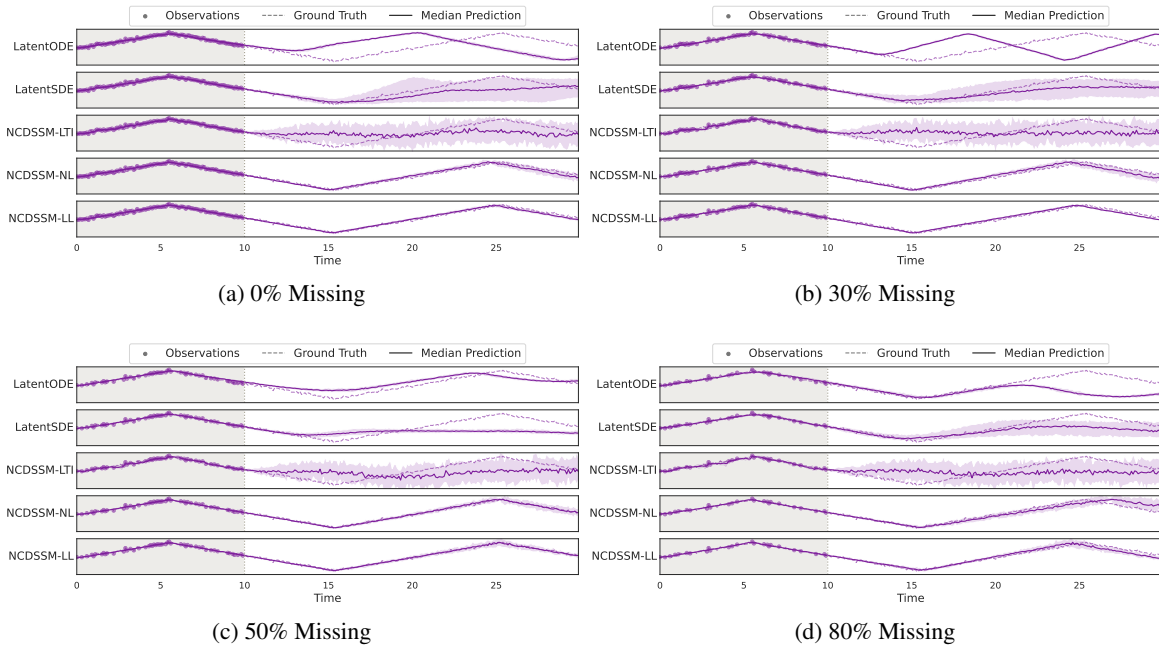 Observations Ground Truth Median Prediction
LatentODE
LatentSDE
NCDSSM-LTI
NCDSSM-NL
NCDSSM-LL
0 5 10 15 20 25
Time
(a) 0% Missing
Observations Ground Truth Median Prediction
LatentODE
LatentSDE
NCDSSM-LTI
NCDSSM-NL
NCDSSM-LL
0 5 10 15 20 25
Time
(b) 30% Missing
Observations Ground Truth Median Prediction
LatentODE
LatentSDE
NCDSSM-LTI
NCDSSM-NL
NCDSSM-LL
0 5 10 15 20 25
Time
(c) 50% Missing
Observations Ground Truth Median Prediction
LatentODE
LatentSDE
NCDSSM-LTI
NCDSSM-NL
NCDSSM-LL
0 5 10 15 20 25
Time
(d) 80% Missing